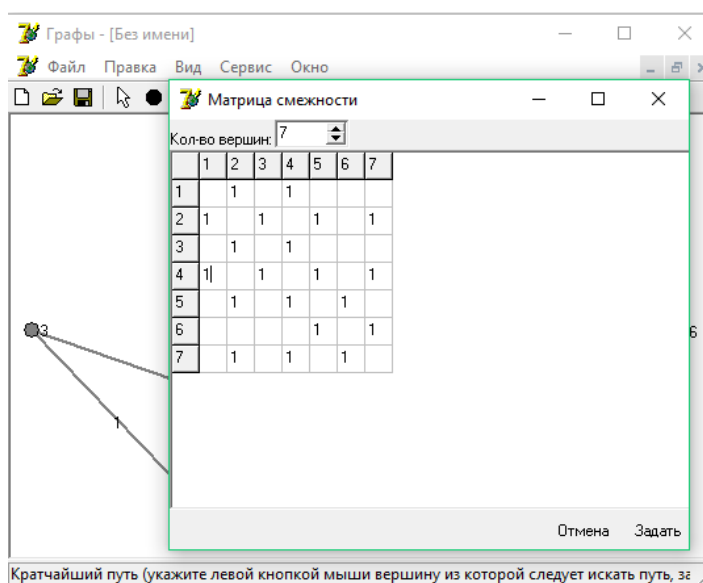 Графы - [Без имени]
Файл Правка Вид Сервис Окно
Матрица смежности
Кол-во вершин: 7
1 2 3 4 5 6 7
1 1 1
2 1 1 1 1
3 1 1
4 1 1 1 1
5 1 1 1
6 1 1
7 1 1 1
3
6
1
Отмена Задать
Кратчайший путь (укажите левой кнопкой мыши вершину из которой следует искать путь,